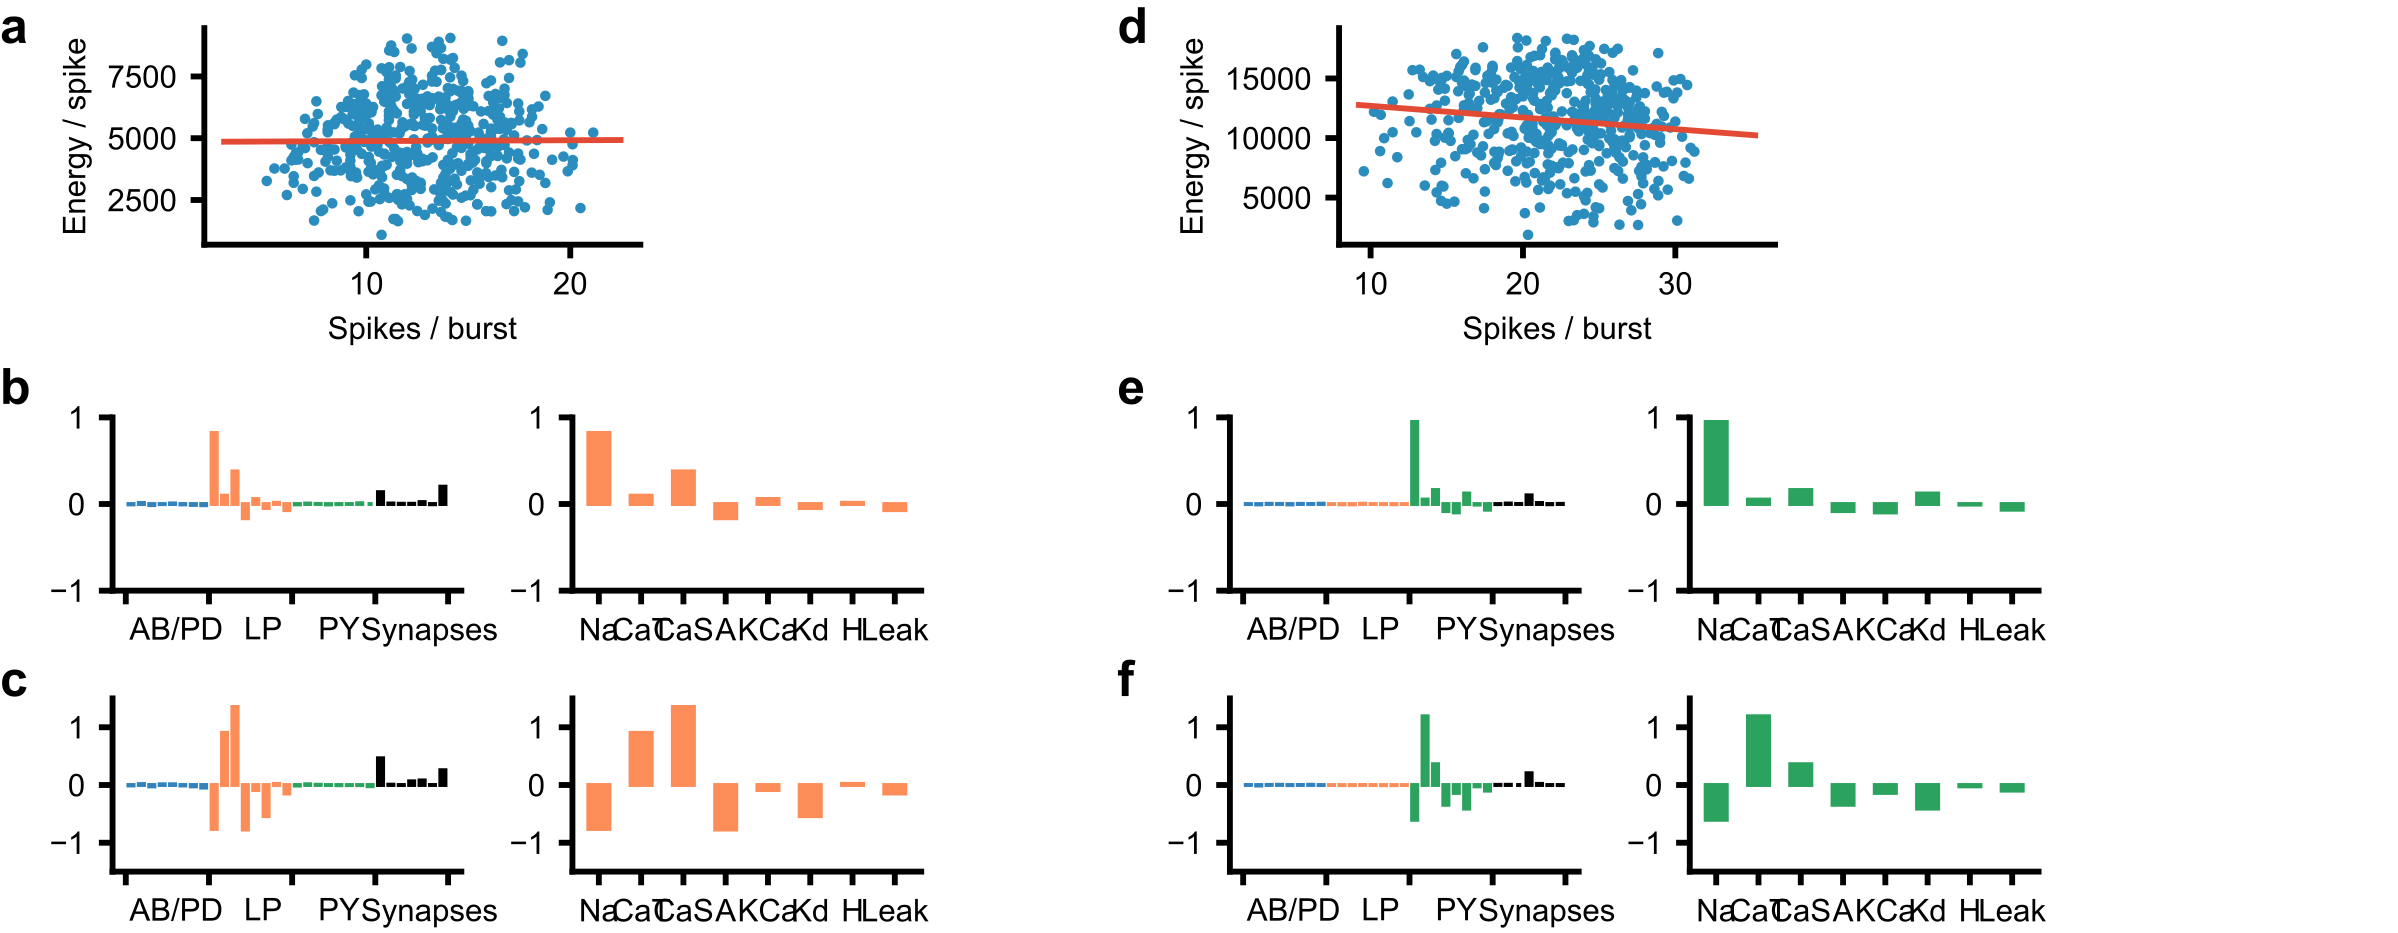 a
Energy / spike
7500
5000
2500
10 20
Spikes / burst
d
Energy / spike
15000
10000
5000
10 20 30
Spikes / burst
b
1
0
−1
AB/PD LP PY Synapses
1
0
−1
Na CaT CaS A KCa Kd H Leak
e
1
0
−1
AB/PD LP PY Synapses
1
0
−1
Na CaT CaS A KCa Kd H Leak
c
1
0
−1
AB/PD LP PY Synapses
1
0
−1
Na CaT CaS A KCa Kd H Leak
f
1
0
−1
AB/PD LP PY Synapses
1
0
−1
Na CaT CaS A KCa Kd H Leak